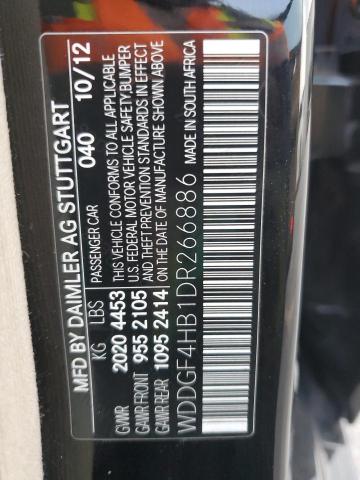 MFD BY DAIMLER AG STUTTGART
PASSENGER CAR 040 10/12
KG LBS
GVWR 2020 4453
GAWR FRONT 955 2105
GAWR REAR 1095 2414
THIS VEHICLE CONFORMS TO ALL APPLICABLE
U.S. FEDERAL MOTOR VEHICLE SAFETY,BUMPER
AND THEFT PREVENTION STANDARDS IN EFFECT
ON THE DATE OF MANUFACTURE SHOWN ABOVE.
WDDGF4HB1DR266886
MADE IN SOUTH AFRICA